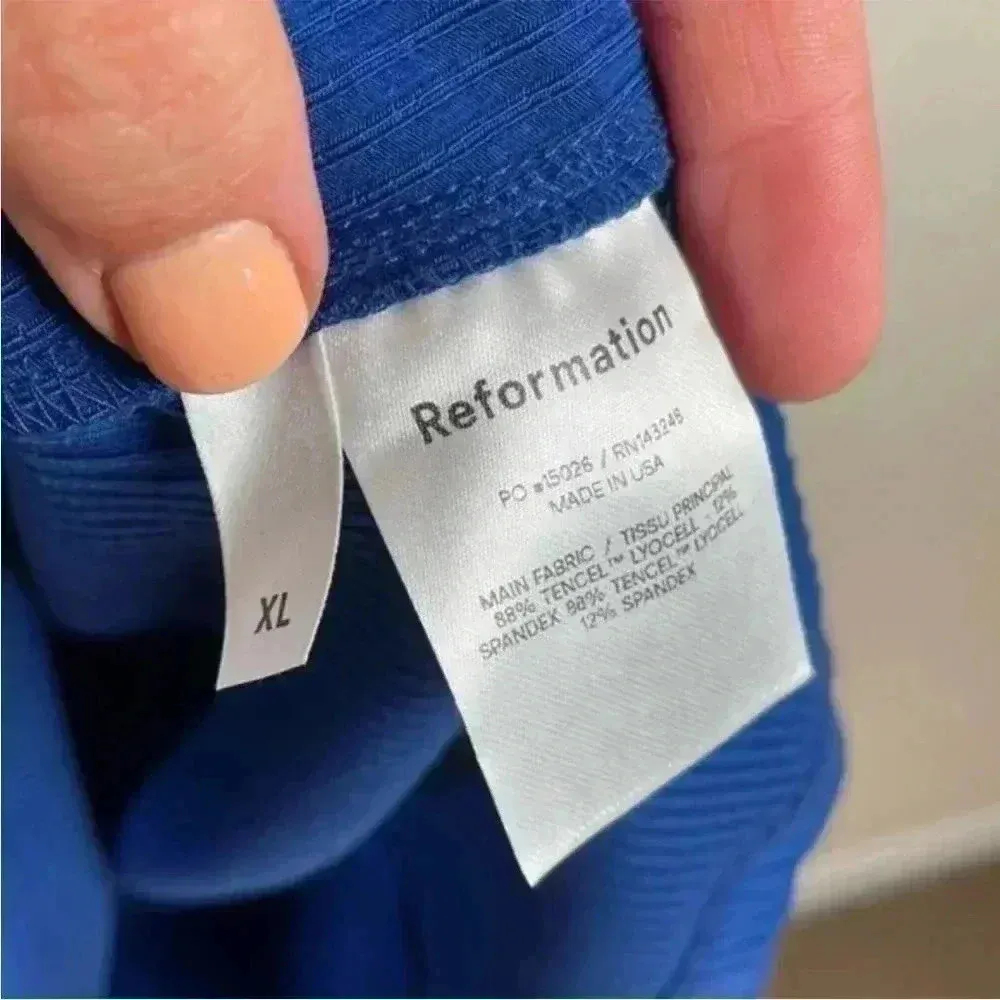 XL
Reformation
PO #15026 / RN143246
MADE IN USA
MAIN FABRIC / TISSU PRINCIPAL
88% TENCEL™ LYOCELL - 12%
SPANDEX 88% TENCEL™ LYOCELL
12% SPANDEX